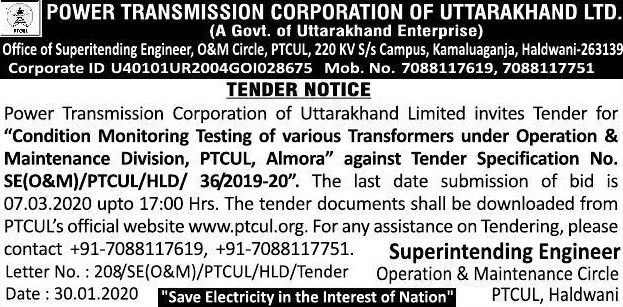 POWER TRANSMISSION CORPORATION OF UTTARAKHAND LTD.
(A Govt. of Uttarakhand Enterprise)
PTCUL
Office of Superitending Engineer, O&M Circle, PTCUL, 220 KV S/s Campus, Kamaluaganja, Haldwani-263139
Corporate ID U40101UR2004GOI028675 Mob. No. 7088117619, 7088117751
TENDER NOTICE
Power Transmission Corporation of Uttarakhand Limited invites Tender for
“Condition Monitoring Testing of various Transformers under Operation &
Maintenance Division, PTCUL, Almora” against Tender Specification No.
SE(O&M)/PTCUL/HLD/ 36/2019-20”. The last date submission of bid is
07.03.2020 upto 17:00 Hrs. The tender documents shall be downloaded from
PTCUL’s official website www.ptcul.org. For any assistance on Tendering, please
contact +91-7088117619, +91-7088117751.
Superintending Engineer
Letter No. : 208/SE(O&M)/PTCUL/HLD/Tender
Operation & Maintenance Circle
Date : 30.01.2020
"Save Electricity in the Interest of Nation"
PTCUL, Haldwani